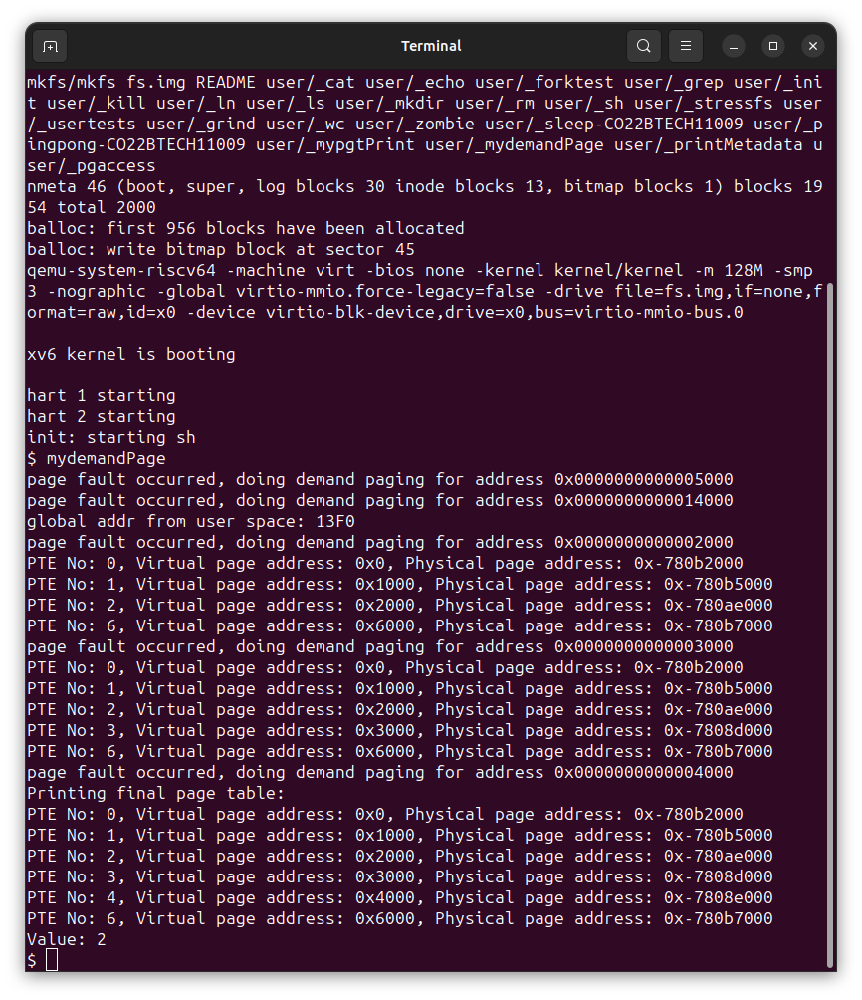 Terminal
mkfs/mkfs fs.img README user/_cat user/_echo user/_forktest user/_grep user/_ini
t user/_kill user/_ln user/_ls user/_mkdir user/_rm user/_sh user/_stressfs user
/_usertests user/_grind user/_wc user/_zombie user/_sleep-CO22BTECH11009 user/_p
ingpong-CO22BTECH11009 user/_mypgtPrint user/_mydemandPage user/_printMetadata u
ser/_pgaccess
nmeta 46 (boot, super, log blocks 30 inode blocks 13, bitmap blocks 1) blocks 19
54 total 2000
balloc: first 956 blocks have been allocated
balloc: write bitmap block at sector 45
qemu-system-riscv64 -machine virt -bios none -kernel kernel/kernel -m 128M -smp
3 -nographic -global virtio-mmio.force-legacy=false -drive file=fs.img,if=none,f
ormat=raw,id=x0 -device virtio-blk-device,drive=x0,bus=virtio-mmio-bus.0
xv6 kernel is booting
hart 1 starting
hart 2 starting
init: starting sh
$ mydemandPage
page fault occurred, doing demand paging for address 0x0000000000005000
page fault occurred, doing demand paging for address 0x0000000000014000
global addr from user space: 13F0
page fault occurred, doing demand paging for address 0x0000000000002000
PTE No: 0, Virtual page address: 0x0, Physical page address: 0x-780b2000
PTE No: 1, Virtual page address: 0x1000, Physical page address: 0x-780b5000
PTE No: 2, Virtual page address: 0x2000, Physical page address: 0x-780ae000
PTE No: 6, Virtual page address: 0x6000, Physical page address: 0x-780b7000
page fault occurred, doing demand paging for address 0x0000000000003000
PTE No: 0, Virtual page address: 0x0, Physical page address: 0x-780b2000
PTE No: 1, Virtual page address: 0x1000, Physical page address: 0x-780b5000
PTE No: 2, Virtual page address: 0x2000, Physical page address: 0x-780ae000
PTE No: 3, Virtual page address: 0x3000, Physical page address: 0x-7808d000
PTE No: 6, Virtual page address: 0x6000, Physical page address: 0x-780b7000
page fault occurred, doing demand paging for address 0x0000000000004000
Printing final page table:
PTE No: 0, Virtual page address: 0x0, Physical page address: 0x-780b2000
PTE No: 1, Virtual page address: 0x1000, Physical page address: 0x-780b5000
PTE No: 2, Virtual page address: 0x2000, Physical page address: 0x-780ae000
PTE No: 3, Virtual page address: 0x3000, Physical page address: 0x-7808d000
PTE No: 4, Virtual page address: 0x4000, Physical page address: 0x-7808e000
PTE No: 6, Virtual page address: 0x6000, Physical page address: 0x-780b7000
Value: 2
$